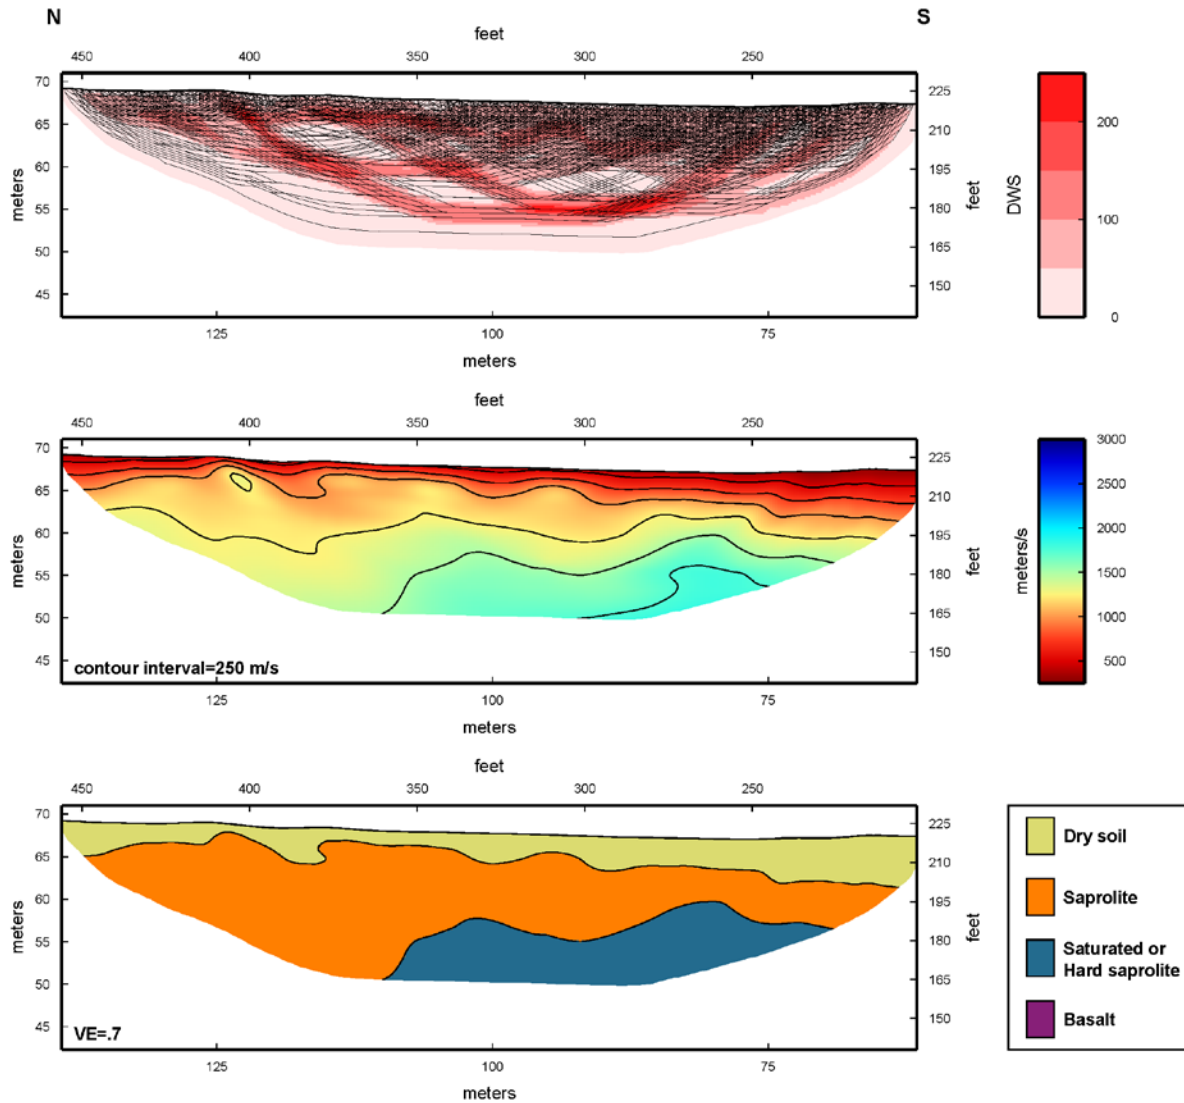 N
S
feet
450 400 350 300 250
70
65
60
55
50
45
meters
225
210
195
180
165
150
feet
125 100 75
meters
DWS
200
100
0
feet
450 400 350 300 250
70
65
60
55
50
45
meters
225
210
195
180
165
150
feet
contour interval=250 m/s
125 100 75
meters
meters/s
3000
2500
2000
1500
1000
500
feet
450 400 350 300 250
70
65
60
55
50
45
meters
225
210
195
180
165
150
feet
VE=.7
125 100 75
meters
Dry soil
Saprolite
Saturated or
Hard saprolite
Basalt